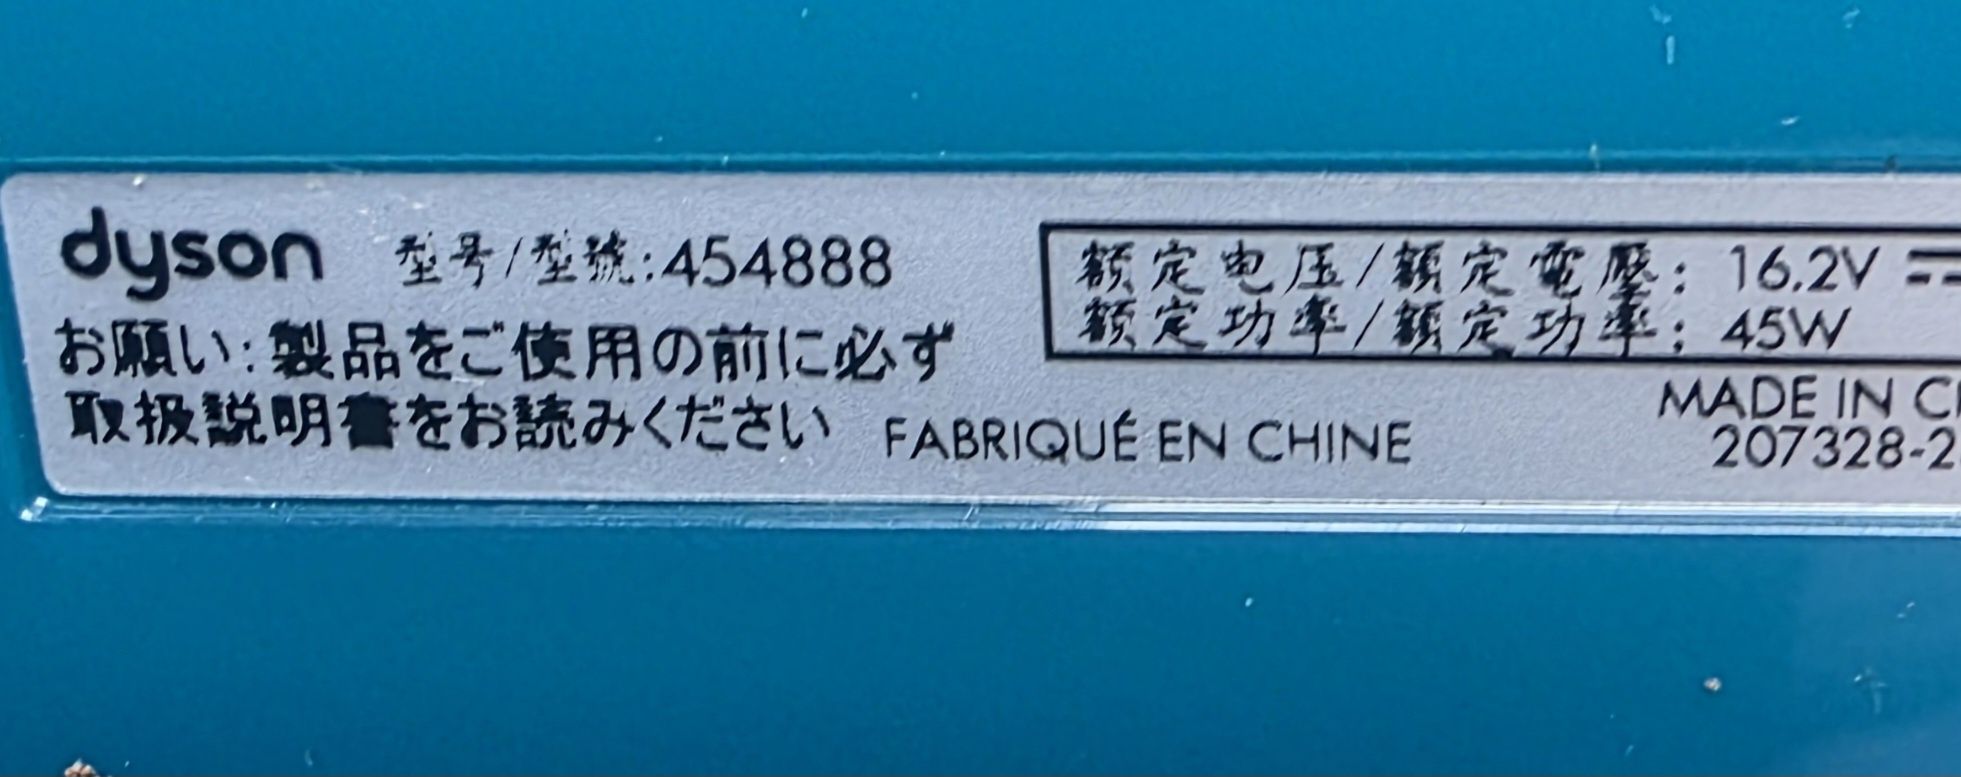 dyson 型号/型號:454888
お願い:製品をご使用の前に必ず
取扱説明書をお読みください
FABRIQUÉ EN CHINE
额定电压/額定電壓: 16.2V ⎓
额定功率/額定功率: 45W
MADE IN
207328-2